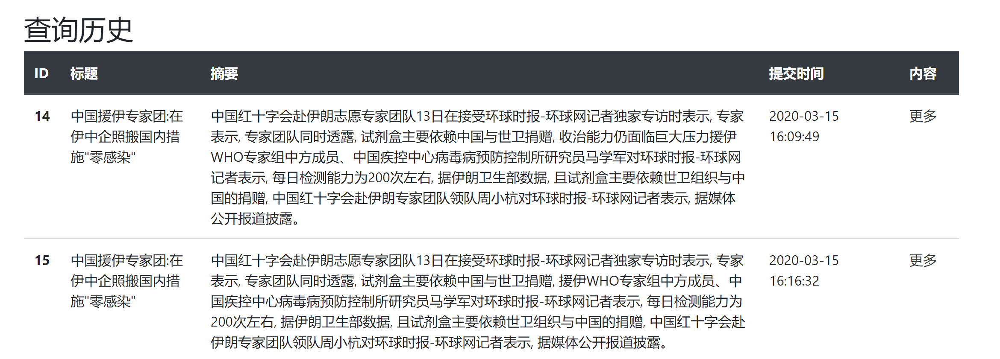 查询历史
ID 标题 摘要 提交时间 内容
14 中国援伊专家团:在 中国红十字会赴伊朗志愿专家团队13日在接受环球时报-环球网记者独家专访时表示, 专家 2020-03-15 更多
伊中企照搬国内措 表示, 专家团队同时透露, 试剂盒主要依赖中国与世卫捐赠, 收治能力仍面临巨大压力援伊 16:09:49
施"零感染" WHO专家组中方成员、中国疾控中心病毒病预防控制所研究员马学军对环球时报-环球网
记者表示, 每日检测能力为200次左右, 据伊朗卫生部数据, 且试剂盒主要依赖世卫组织与中
国的捐赠, 中国红十字会赴伊朗专家团队领队周小杭对环球时报-环球网记者表示, 据媒体
公开报道披露。
15 中国援伊专家团:在 中国红十字会赴伊朗志愿专家团队13日在接受环球时报-环球网记者独家专访时表示, 专家 2020-03-15 更多
伊中企照搬国内措 表示, 专家团队同时透露, 试剂盒主要依赖中国与世卫捐赠, 援伊WHO专家组中方成员、中 16:16:32
施"零感染" 国疾控中心病毒病预防控制所研究员马学军对环球时报-环球网记者表示, 每日检测能力为
200次左右, 据伊朗卫生部数据, 且试剂盒主要依赖世卫组织与中国的捐赠, 中国红十字会赴
伊朗专家团队领队周小杭对环球时报-环球网记者表示, 据媒体公开报道披露。